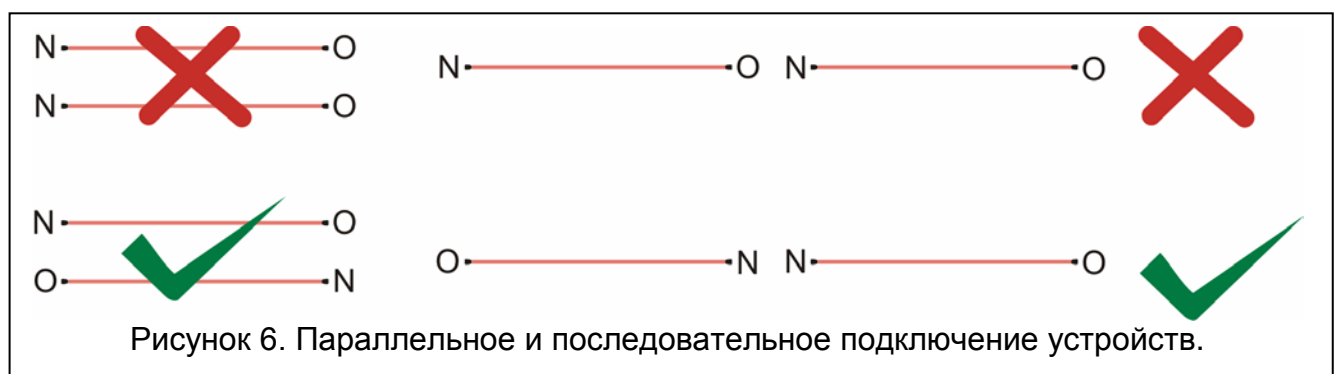 N O
N O
N O N O
N O
O N
O N N O
Рисунок 6. Параллельное и последовательное подключение устройств.